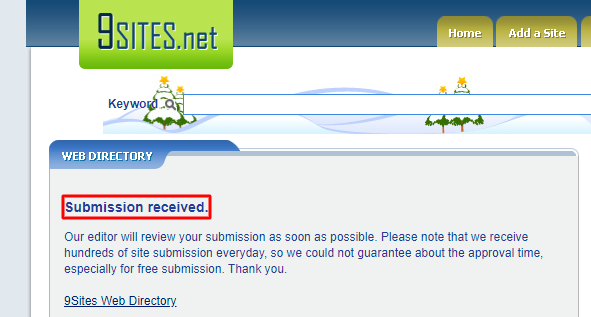 9SITES.net
Home
Add a Site
Keyword
WEB DIRECTORY
Submission received.
Our editor will review your submission as soon as possible. Please note that we receive
hundreds of site submission everyday, so we could not guarantee about the approval time,
especially for free submission. Thank you.
9Sites Web Directory